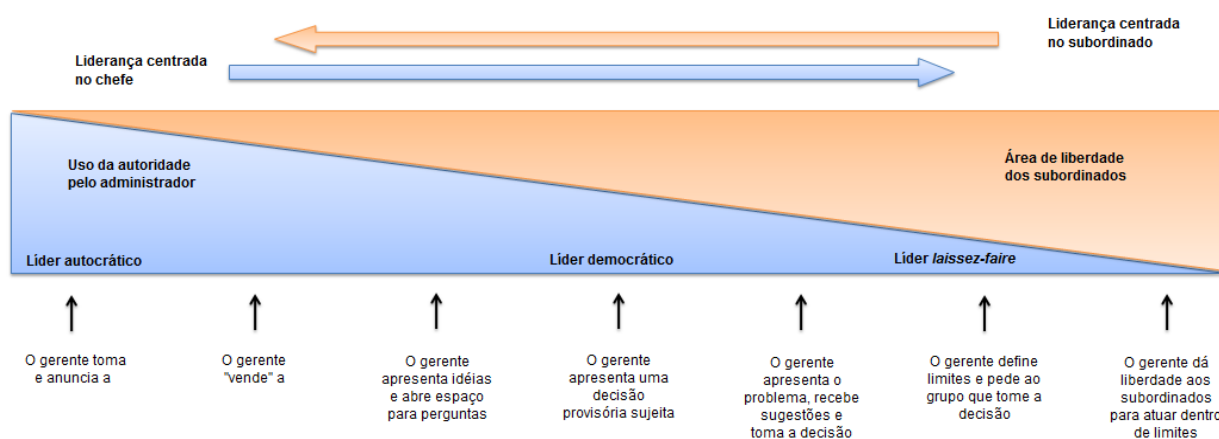 Liderança centrada
no subordinado
Liderança centrada
no chefe
Uso da autoridade
pelo administrador
Área de liberdade
dos subordinados
Líder autocrático
Líder democrático
Líder laissez-faire
O gerente toma
e anuncia a
O gerente
"vende" a
O gerente
apresenta idéias
e abre espaço
para perguntas
O gerente
apresenta uma
decisão
provisória sujeita
O gerente
apresenta o
problema, recebe
sugestões e
toma a decisão
O gerente define
limites e pede ao
grupo que tome a
decisão
O gerente dá
liberdade aos
subordinados
para atuar dentro
de limites